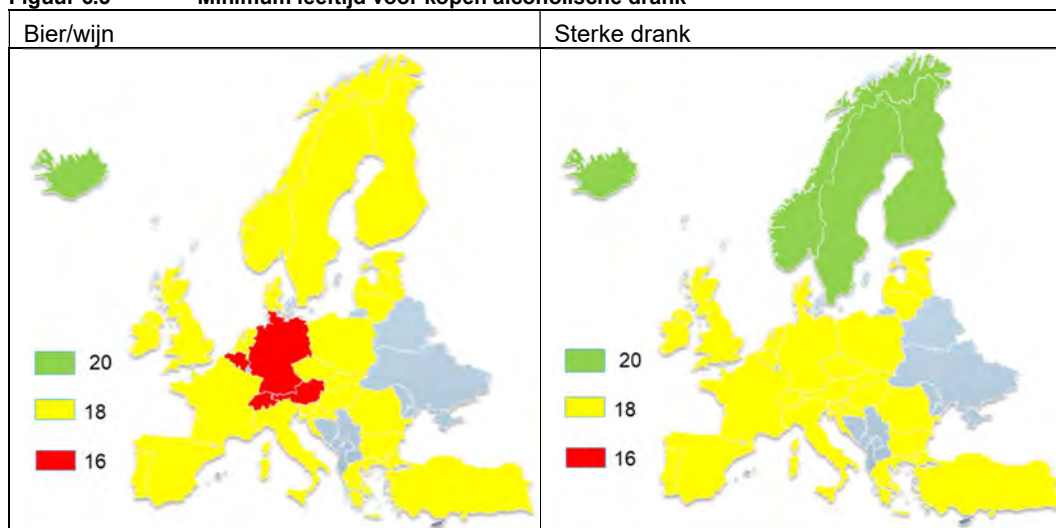 Minimum leeftijd voor kopen alcoholische drank
Bier/wijn
Sterke drank
20
18
16
20
18
16